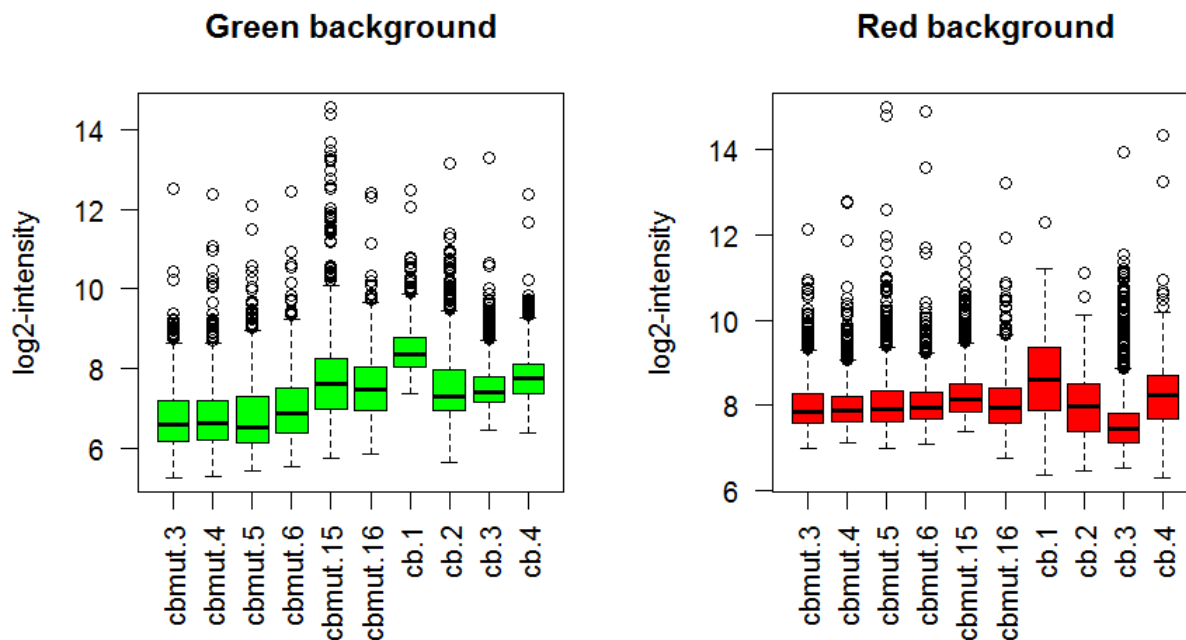 Green background
log2-intensity
14
12
10
8
6
cbmut.3
cbmut.4
cbmut.5
cbmut.6
cbmut.15
cbmut.16
cb.1
cb.2
cb.3
cb.4
Red background
log2-intensity
14
12
10
8
6
cbmut.3
cbmut.4
cbmut.5
cbmut.6
cbmut.15
cbmut.16
cb.1
cb.2
cb.3
cb.4